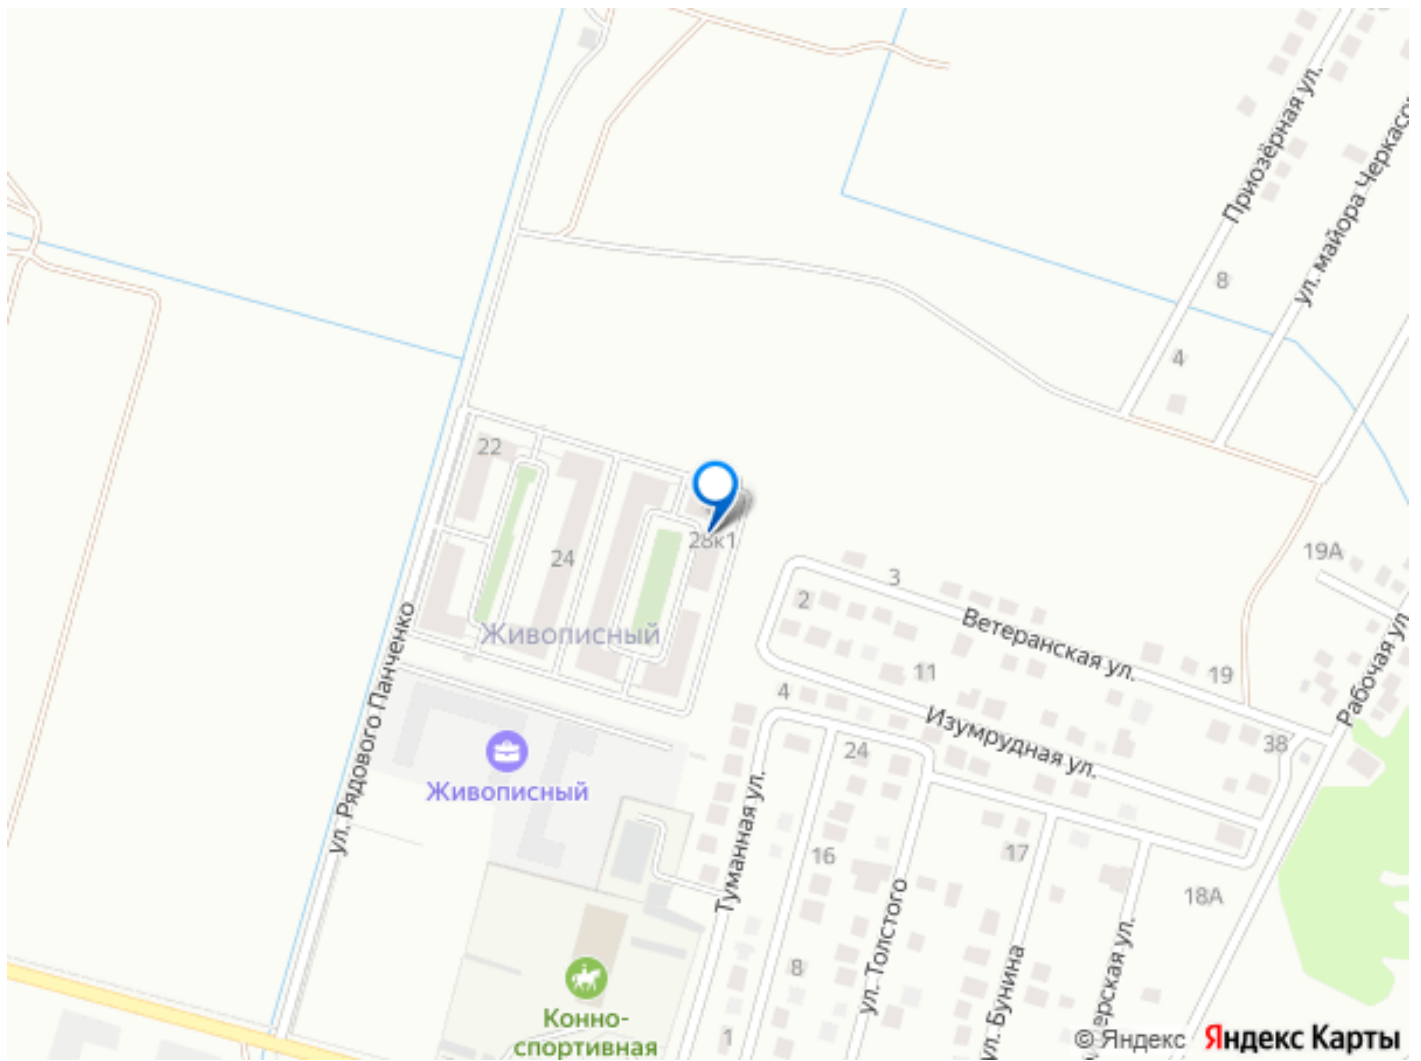 Приозёрная ул.
8
4
22
28к1
24
Живописный
ул. Рядового Панченко
Живописный
Конно-
спортивная
3
2
Ветеранская ул.
11
19
19А
Рабочая ул.
4
Изумрудная ул.
38
24
Туманная ул.
16
17
18А
ул. Толстого
8
ул. Бунина
1
ул. майора
© Яндекс
Яндекс Карты